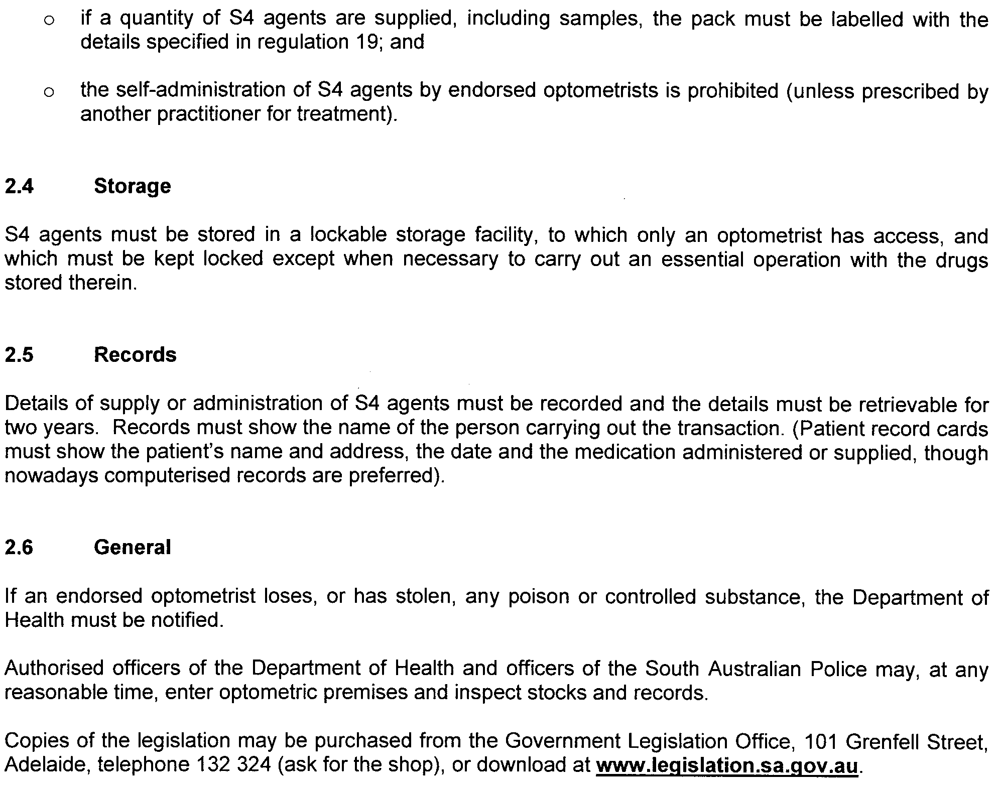 o if a quantity of S4 agents are supplied, including samples, the pack must be labelled with the
details specified in regulation 19; and
o the self-administration of S4 agents by endorsed optometrists is prohibited (unless prescribed by
another practitioner for treatment).
2.4 Storage
S4 agents must be stored in a lockable storage facility, to which only an optometrist has access, and
which must be kept locked except when necessary to carry out an essential operation with the drugs
stored therein.
2.5 Records
Details of supply or administration of S4 agents must be recorded and the details must be retrievable for
two years. Records must show the name of the person carrying out the transaction. (Patient record cards
must show the patient's name and address, the date and the medication administered or supplied, though
nowadays computerised records are preferred).
2.6 General
If an endorsed optometrist loses, or has stolen, any poison or controlled substance, the Department of
Health must be notified.
Authorised officers of the Department of Health and officers of the South Australian Police may, at any
reasonable time, enter optometric premises and inspect stocks and records.
Copies of the legislation may be purchased from the Government Legislation Office, 101 Grenfell Street,
Adelaide, telephone 132 324 (ask for the shop), or download at www.legislation.sa.gov.au.